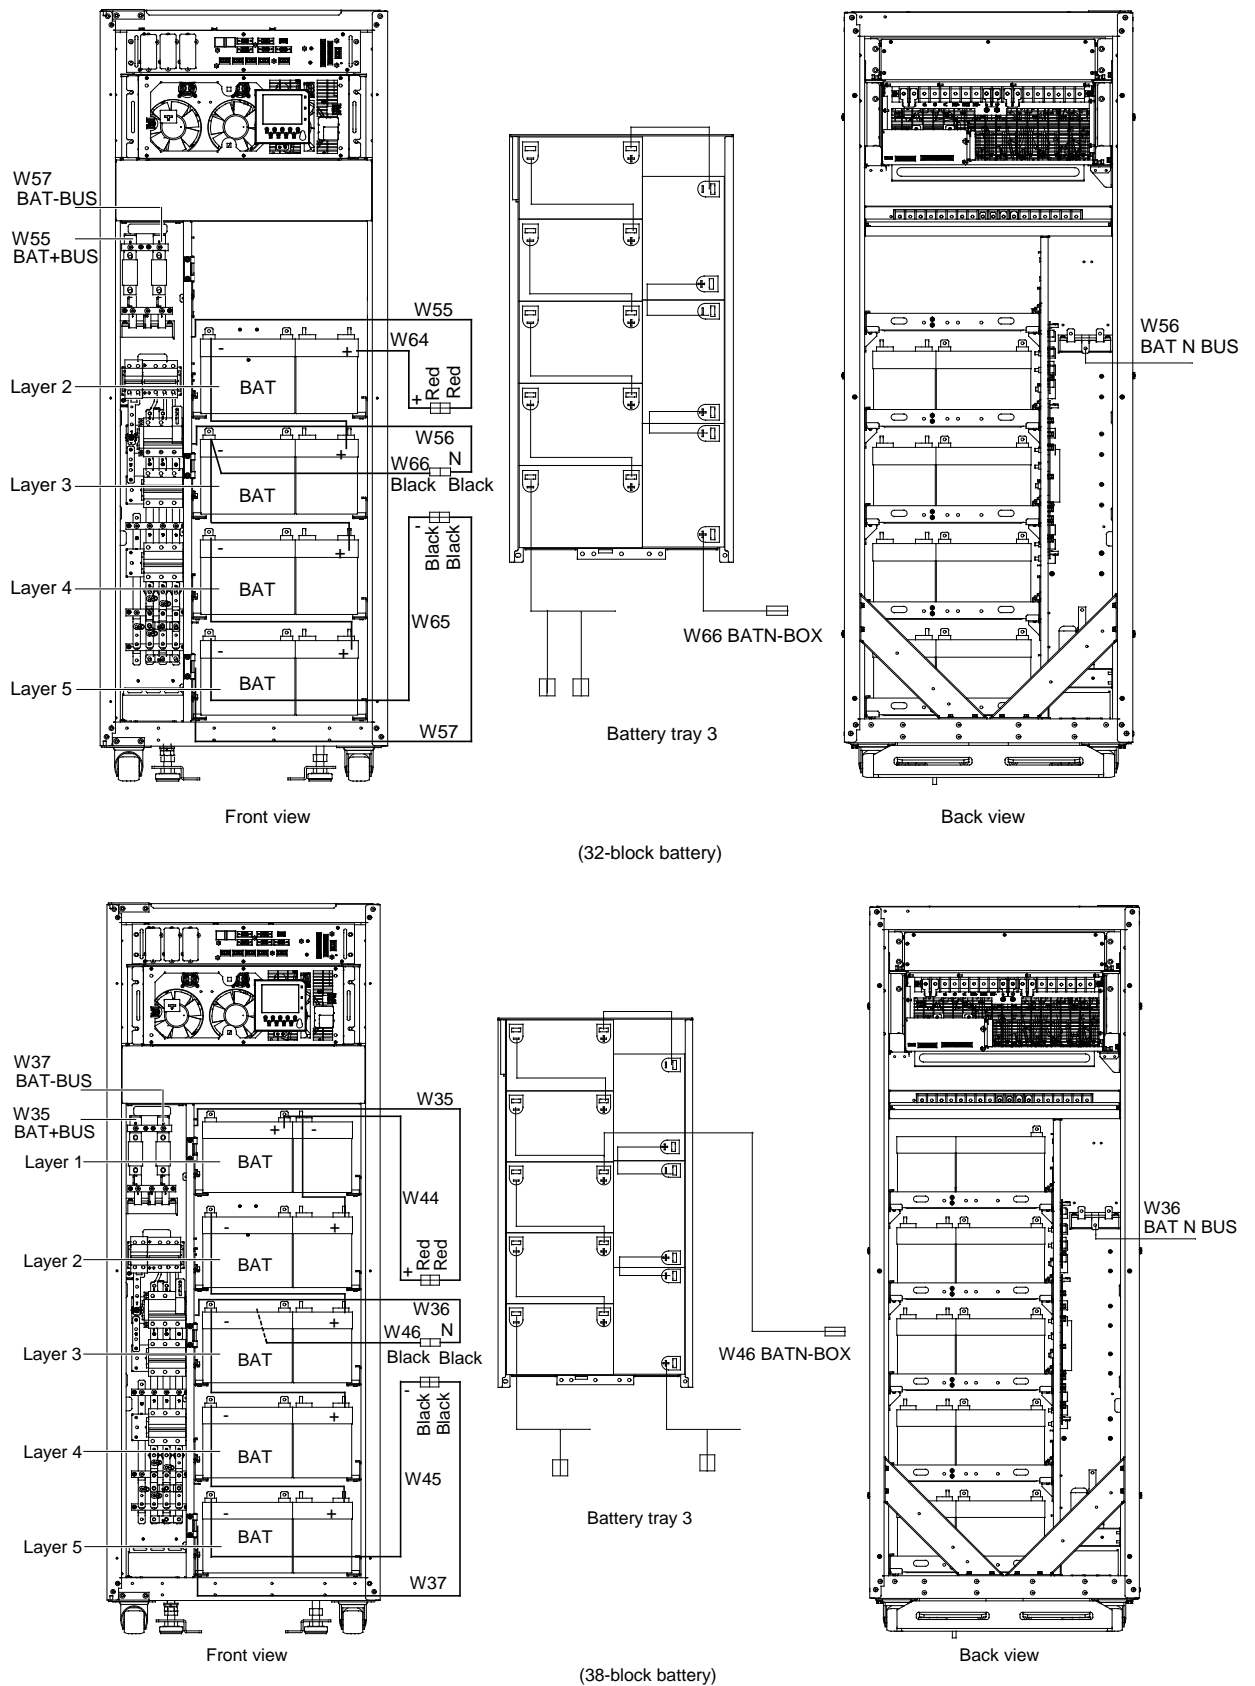 W57
BAT-BUS
W55
BAT+BUS
W55
W64
Layer 2
-
+
BAT
+
Red
Red
W56
W66
N
Black
Black
Layer 3
-
+
BAT
-
Black
Black
Layer 4
-
+
BAT
W65
Layer 5
-
+
BAT
W57
W66 BATN-BOX
Battery tray 3
W56
BAT N BUS
Front view
Back view
(32-block battery)
W37
BAT-BUS
W35
BAT+BUS
W35
Layer 1
+
-
BAT
W44
Layer 2
-
+
BAT
+
Red
Red
W36
W46
N
Black
Black
Layer 3
-
+
BAT
-
Black
Black
Layer 4
-
+
BAT
W45
Layer 5
-
+
BAT
W37
W46 BATN-BOX
Battery tray 3
W36
BAT N BUS
Front view
Back view
(38-block battery)